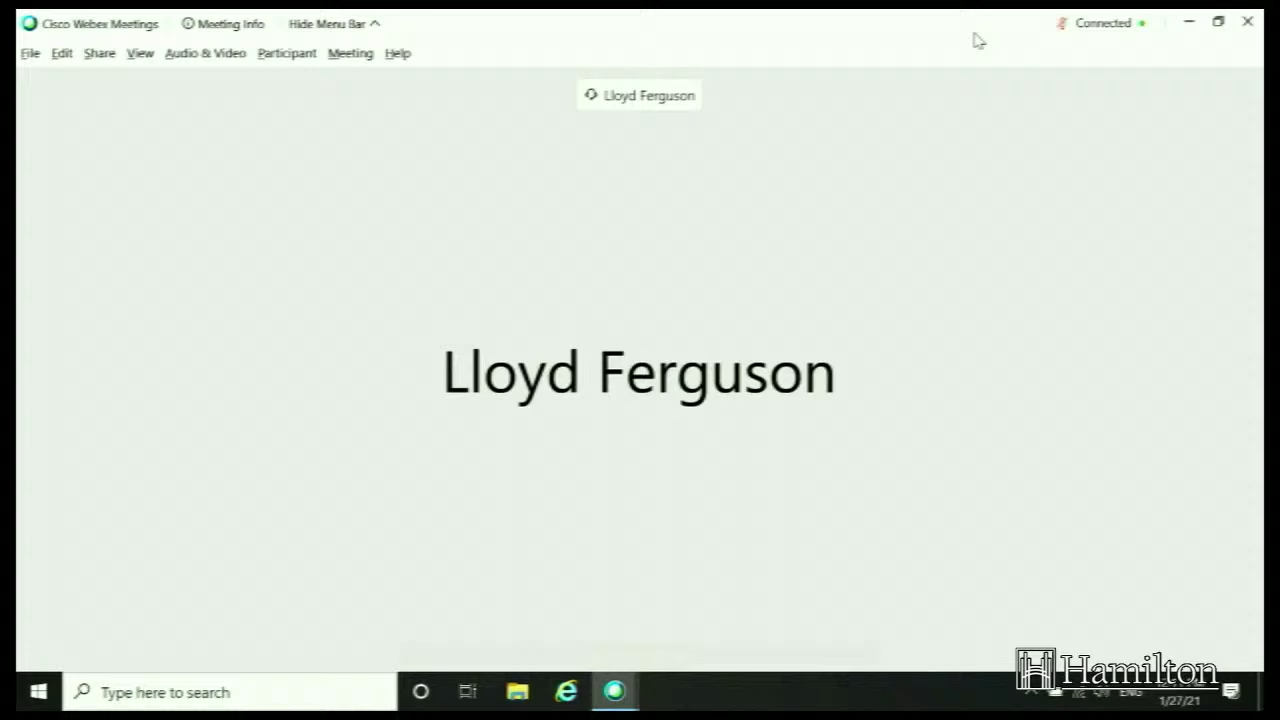 Cisco Webex Meetings Meeting Info Hide Menu Bar Connected
File Edit Share View Audio & Video Participant Meeting Help
Lloyd Ferguson
Lloyd Ferguson
Hamilton
Type here to search
ENG
1/27/21